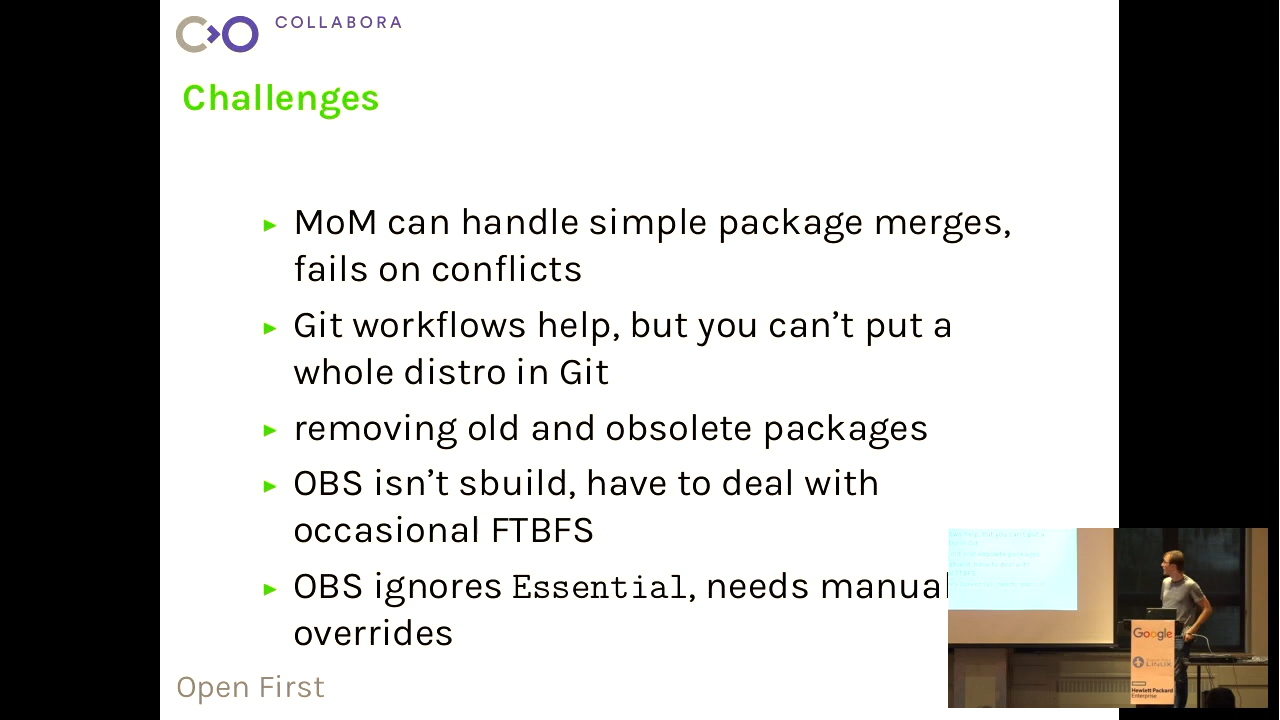 COLLABORA
Challenges
▸ MoM can handle simple package merges,
fails on conflicts
▸ Git workflows help, but you can’t put a
whole distro in Git
▸ removing old and obsolete packages
▸ OBS isn’t sbuild, have to deal with
occasional FTBFS
▸ OBS ignores Essential, needs manual
overrides
Open First
Google
LINUX
Hewlett Packard
Enterprise